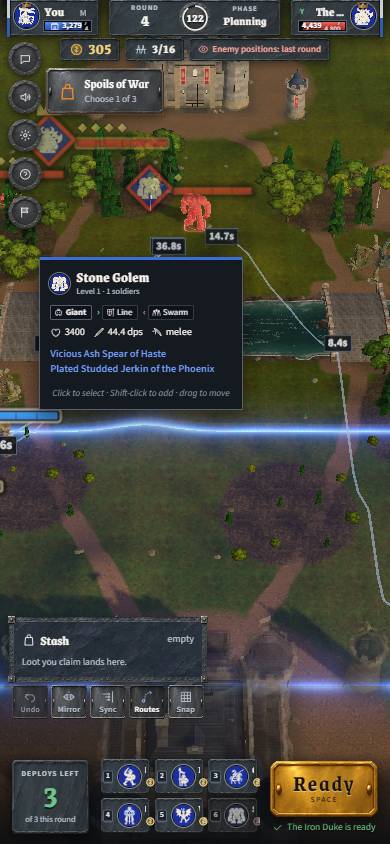 You M
3,279
ROUND
4
122
PHASE
Planning
The ...
4,439 4,800
305
3/16
Enemy positions: last round
Spoils of War
Choose 1 of 3
14.7s
36.8s
Stone Golem
Level 1 · 1 soldiers
Giant › Line ‹ Swarm
3400 44.4 dps melee
Vicious Ash Spear of Haste
Plated Studded Jerkin of the Phoenix
Click to select · Shift-click to add · drag to move
8.4s
6s
Stash empty
Loot you claim lands here.
Undo Mirror Sync Routes Snap
DEPLOYS LEFT
3
of 3 this round
1 2 3
4 5 6
Ready
SPACE
The Iron Duke is ready